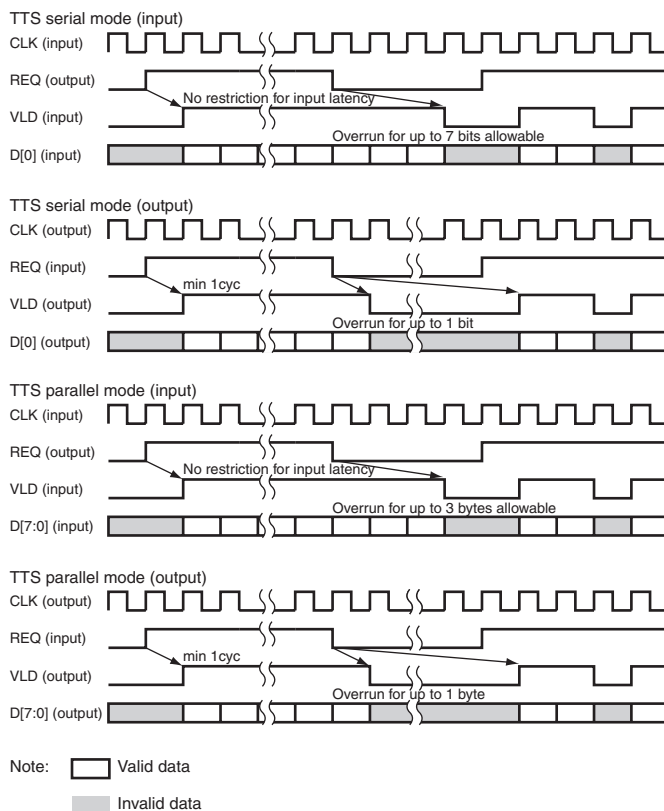 TTS serial mode (input)
CLK (input)
REQ (output)
No restriction for input latency
VLD (input)
Overrun for up to 7 bits allowable
D[0] (input)
TTS serial mode (output)
CLK (output)
REQ (input)
min 1cyc
VLD (output)
Overrun for up to 1 bit
D[0] (output)
TTS parallel mode (input)
CLK (input)
REQ (output)
No restriction for input latency
VLD (input)
Overrun for up to 3 bytes allowable
D[7:0] (input)
TTS parallel mode (output)
CLK (output)
REQ (input)
min 1cyc
VLD (output)
Overrun for up to 1 byte
D[7:0] (output)
Note: Valid data
Invalid data